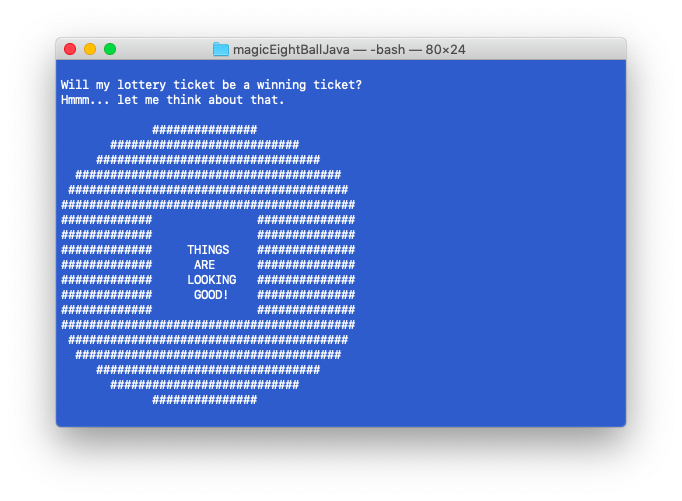 magicEightBallJava — -bash — 80×24
Will my lottery ticket be a winning ticket?
Hmmm... let me think about that.
             ###############
       ###########################
     ################################
  ######################################
 ########################################
##########################################
#############               ##############
#############               ##############
#############     THINGS    ##############
#############      ARE      ##############
#############     LOOKING   ##############
#############      GOOD!    ##############
#############               ##############
##########################################
 ########################################
  ######################################
     ################################
       ###########################
             ###############